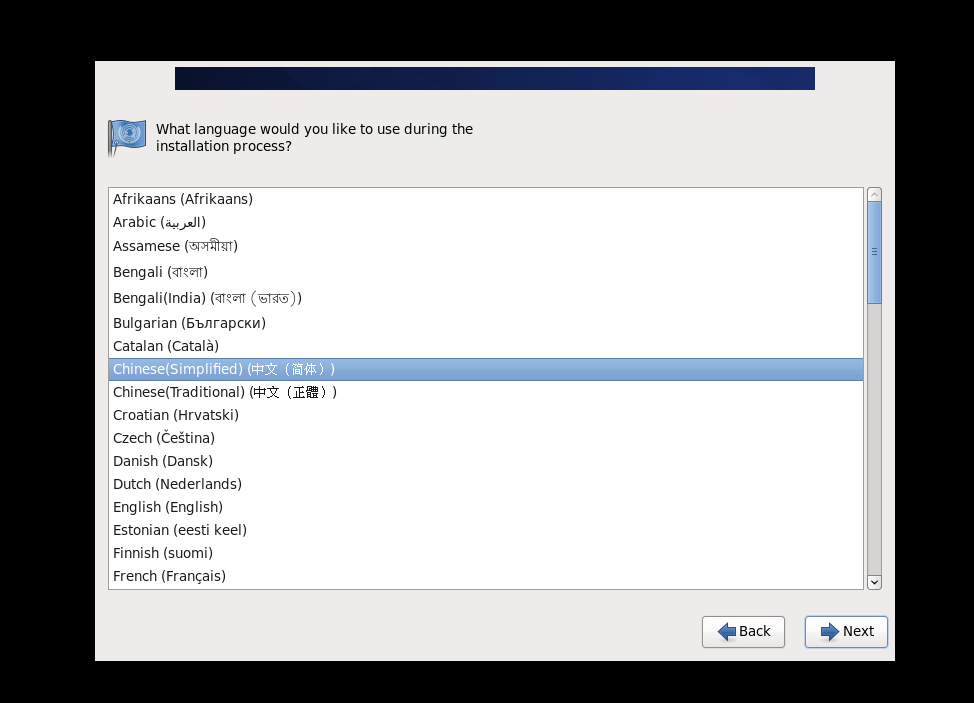 What language would you like to use during the
installation process?
Afrikaans (Afrikaans)
Arabic (العربية)
Assamese (অসমীয়া)
Bengali (বাংলা)
Bengali(India) (বাংলা (ভারত))
Bulgarian (Български)
Catalan (Català)
Chinese(Simplified) (中文（简体）)
Chinese(Traditional) (中文（正體）)
Croatian (Hrvatski)
Czech (Čeština)
Danish (Dansk)
Dutch (Nederlands)
English (English)
Estonian (eesti keel)
Finnish (suomi)
French (Français)
Back
Next